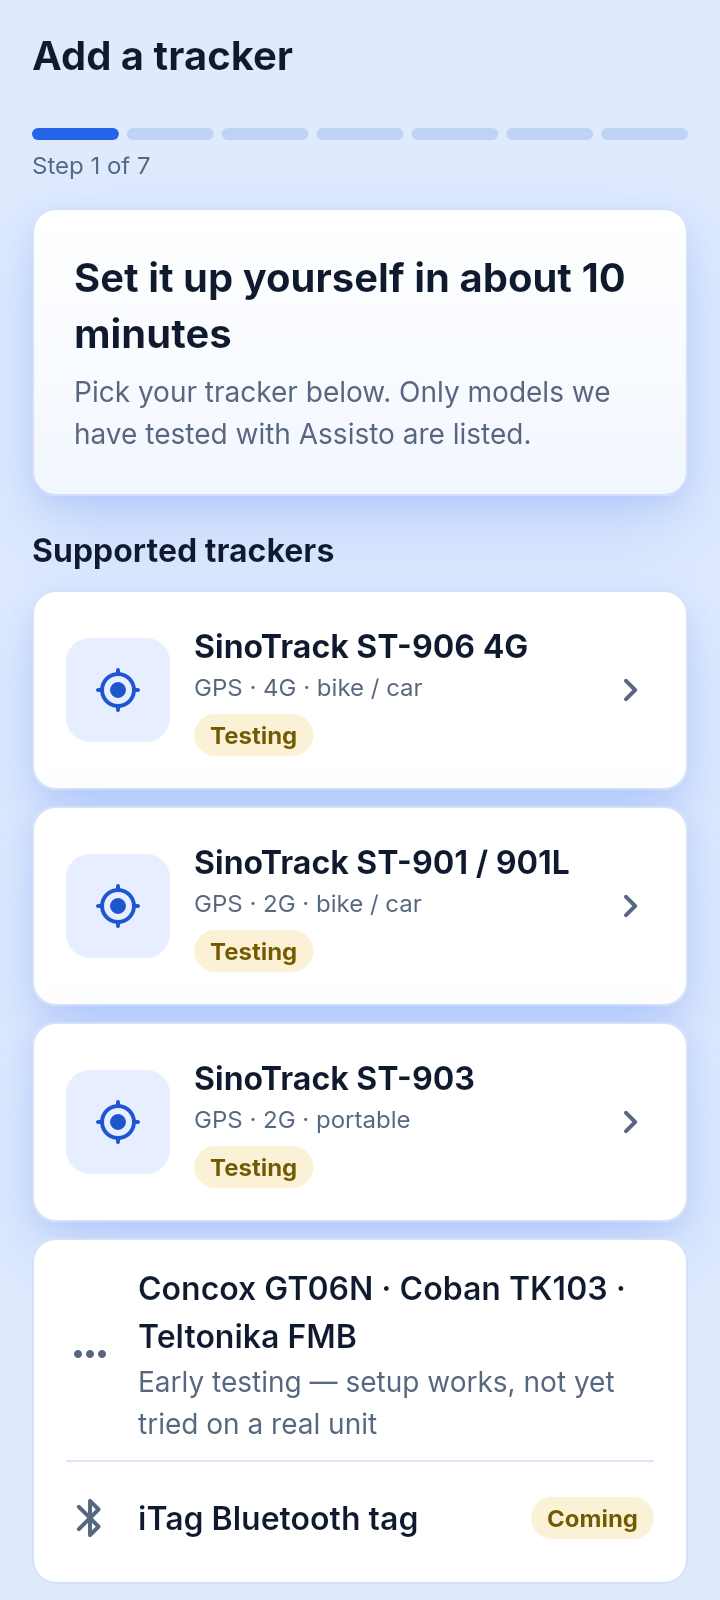 Add a tracker
Step 1 of 7
Set it up yourself in about 10
minutes
Pick your tracker below. Only models we
have tested with Assisto are listed.
Supported trackers
SinoTrack ST-906 4G
GPS · 4G · bike / car
Testing
SinoTrack ST-901 / 901L
GPS · 2G · bike / car
Testing
SinoTrack ST-903
GPS · 2G · portable
Testing
Concox GT06N · Coban TK103 ·
Teltonika FMB
Early testing — setup works, not yet
tried on a real unit
iTag Bluetooth tag
Coming